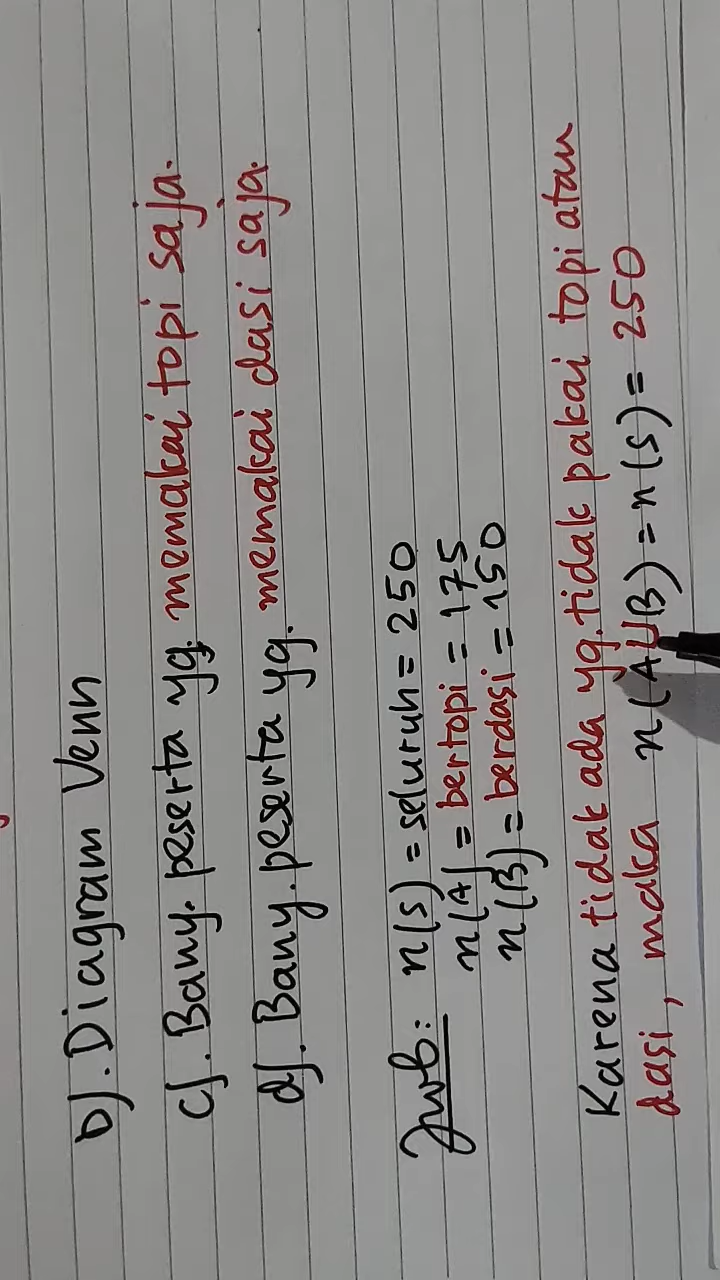 b). Diagram Venn
c). Bany. peserta yg. memakai topi saja.
d). Bany. peserta yg. memakai dasi saja.
Jwb: n(S) = seluruh = 250
n(A) = bertopi = 175
n(B) = berdasi = 150
Karena tidak ada yg. tidak pakai topi atau
dasi, maka n(A∪B) = n(S) = 250